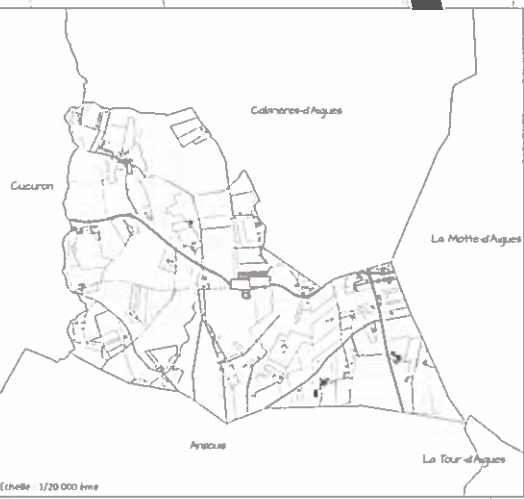 Cabrières-d'Aigues
Cucuron
La Motte-d'Aigues
Ansouis
La Tour-d'Aigues
Echelle : 1/20 000 ème